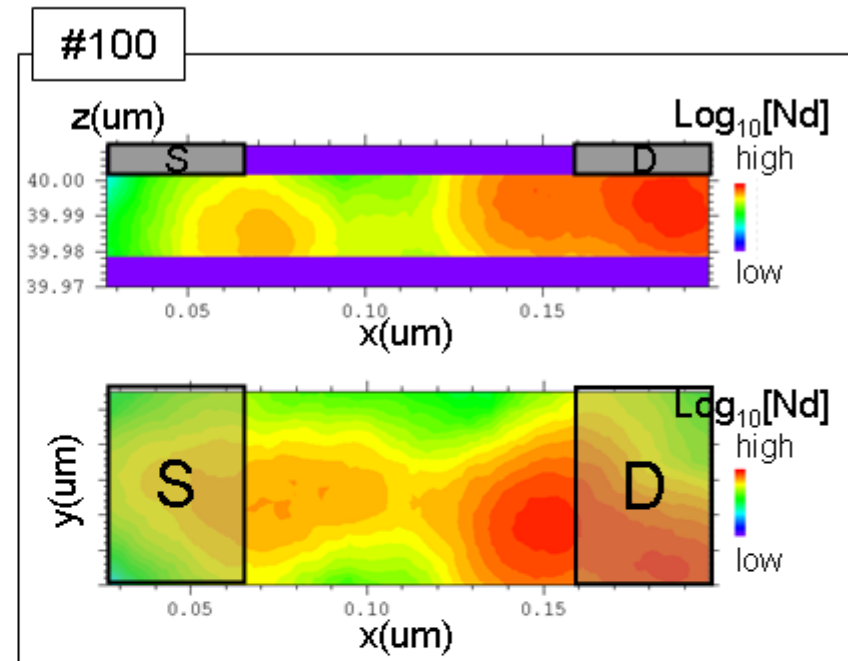 #100
z(um)
Log10[Nd]
S
D
high
low
40.00
39.99
39.98
39.97
0.05
0.10
0.15
x(um)
Log10[Nd]
high
low
y(um)
S
D
0.05
0.10
0.15
x(um)